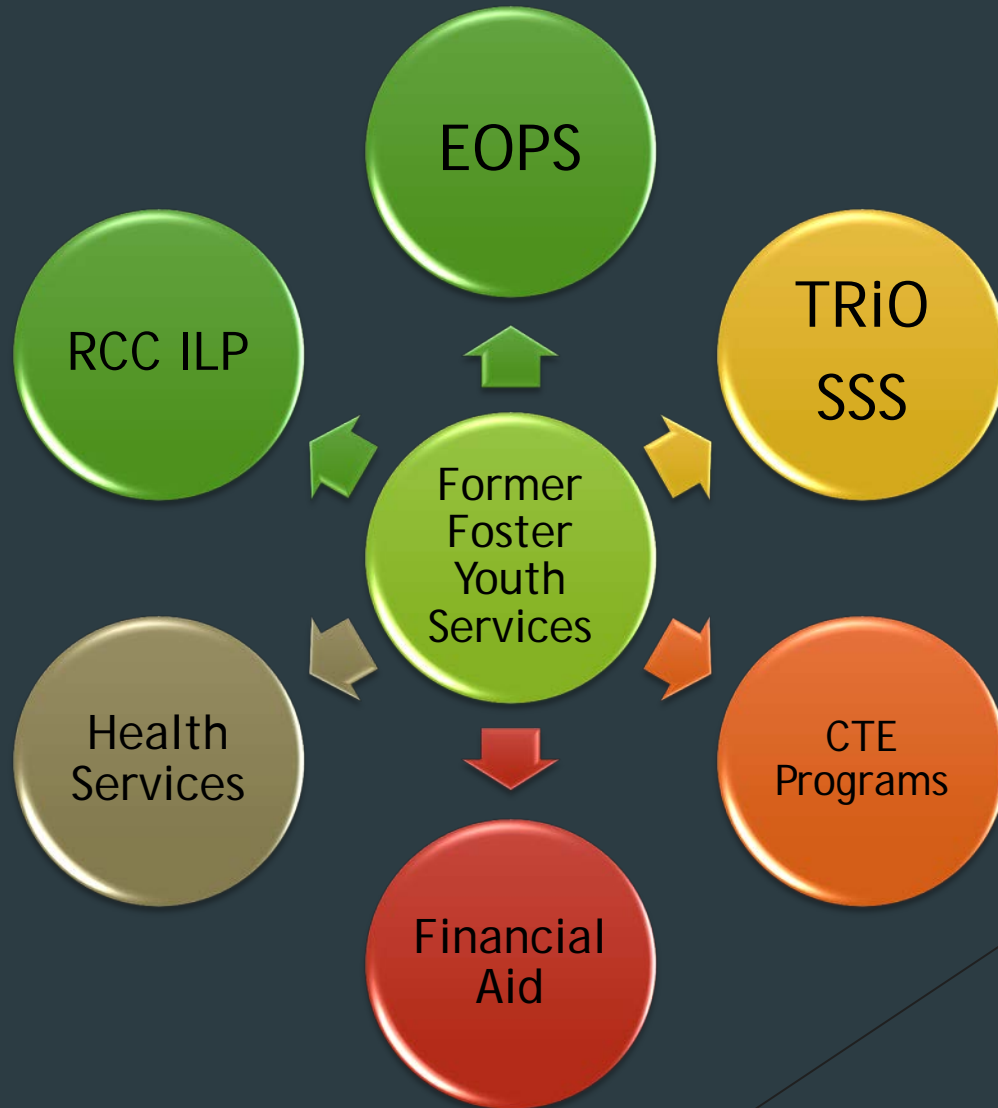 EOPS
TRiO
SSS
RCC ILP
Former
Foster
Youth
Services
Health
Services
CTE
Programs
Financial
Aid